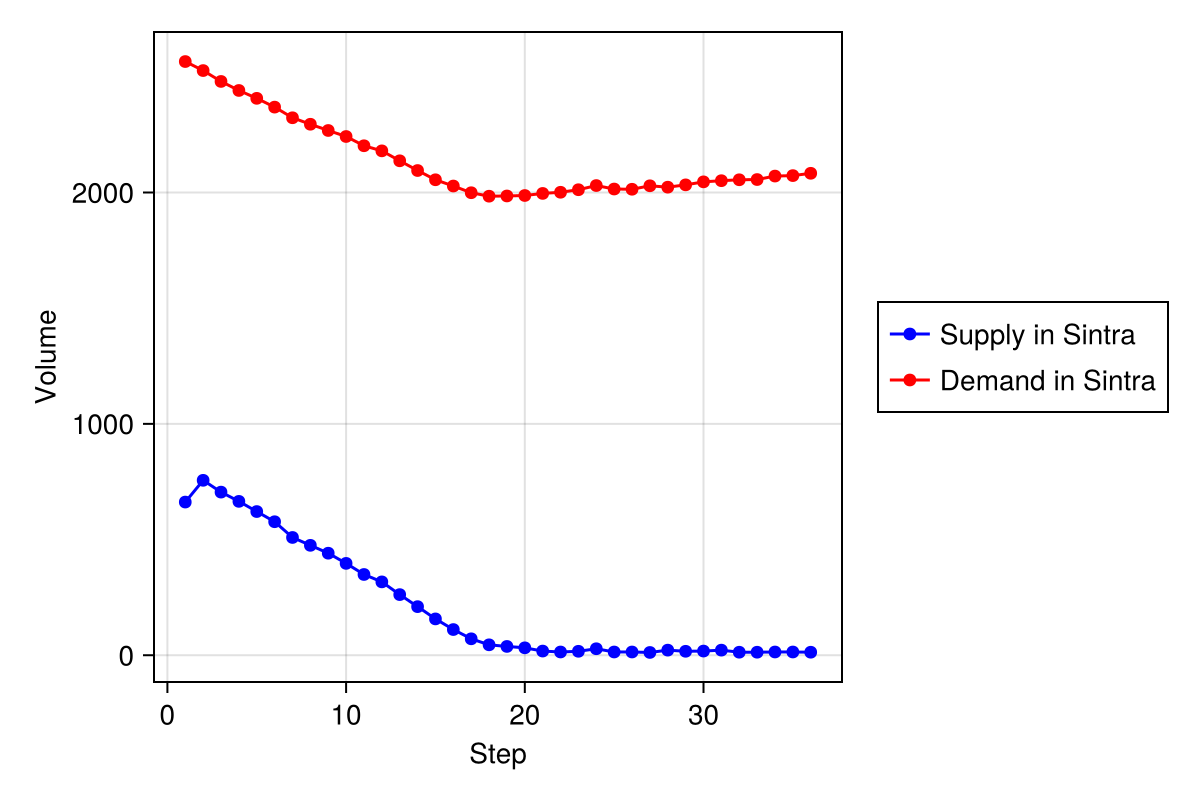 Volume
2000
1000
0
0 10 20 30
Step
Supply in Sintra
Demand in Sintra